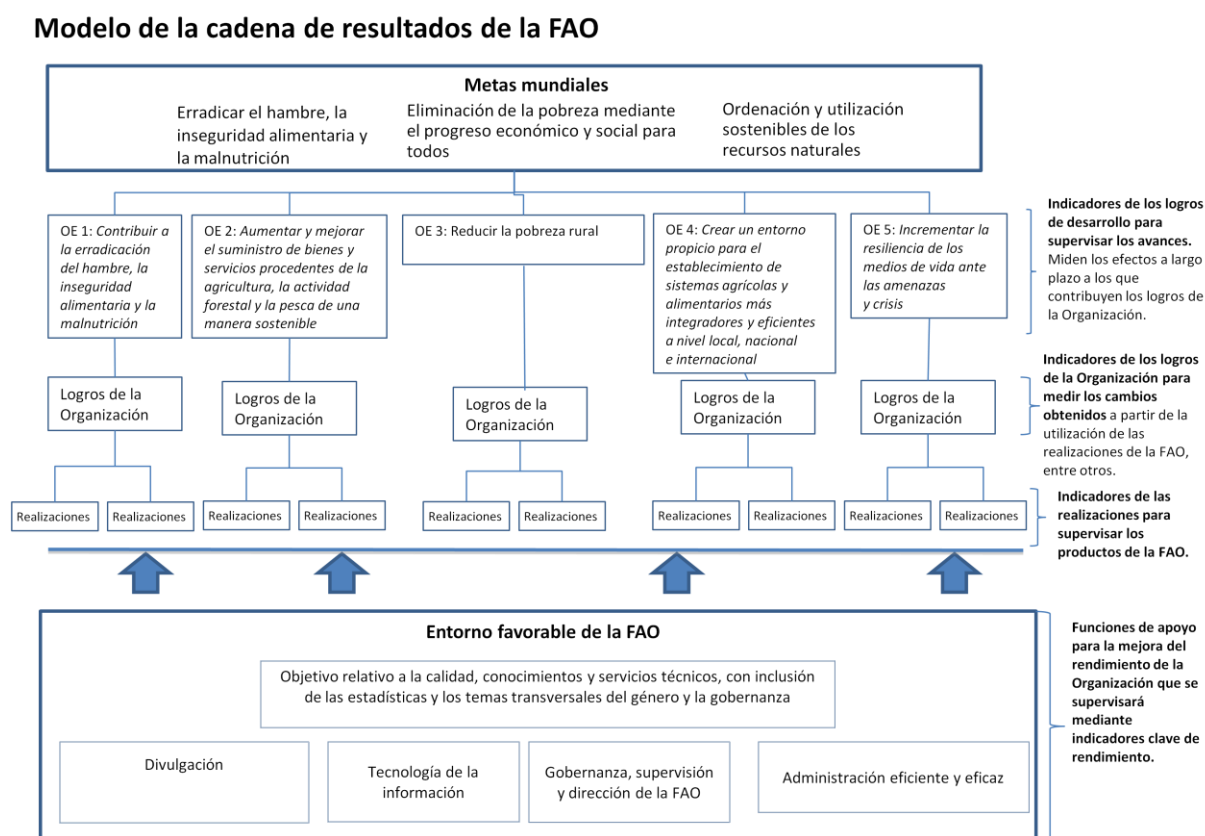 Modelo de la cadena de resultados de la FAO
Metas mundiales
Erradicar el hambre, la
inseguridad alimentaria y
la malnutrición
Eliminación de la pobreza mediante
el progreso económico y social para
todos
Ordenación y utilización
sostenibles de los
recursos naturales
OE 1: Contribuir a
la erradicación
del hambre, la
inseguridad
alimentaria y la
malnutrición
OE 2: Aumentar y mejorar
el suministro de bienes y
servicios procedentes de la
agricultura, la actividad
forestal y la pesca de una
manera sostenible
OE 3: Reducir la pobreza rural
OE 4: Crear un entorno
propicio para el
establecimiento de
sistemas agrícolas y
alimentarios más
integradores y eficientes
a nivel local, nacional
e internacional
OE 5: Incrementar la
resiliencia de los
medios de vida ante
las amenazas
y crisis
Indicadores de los logros
de desarrollo para
supervisar los avances.
Miden los efectos a largo
plazo a los que
contribuyen los logros de
la Organización.
Logros de la
Organización
Logros de la
Organización
Logros de la
Organización
Logros de la
Organización
Logros de la
Organización
Indicadores de los logros
de la Organización para
medir los cambios
obtenidos a partir de la
utilización de las
realizaciones de la FAO,
entre otros.
Realizaciones
Realizaciones
Realizaciones
Realizaciones
Realizaciones
Realizaciones
Realizaciones
Realizaciones
Realizaciones
Realizaciones
Indicadores de las
realizaciones para
supervisar los
productos de la FAO.
Entorno favorable de la FAO
Objetivo relativo a la calidad, conocimientos y servicios técnicos, con inclusión
de las estadísticas y los temas transversales del género y la gobernanza
Divulgación
Tecnología de la
información
Gobernanza, supervisión
y dirección de la FAO
Administración eficiente y eficaz
Funciones de apoyo
para la mejora del
rendimiento de la
Organización que se
supervisará
mediante
indicadores clave de
rendimiento.